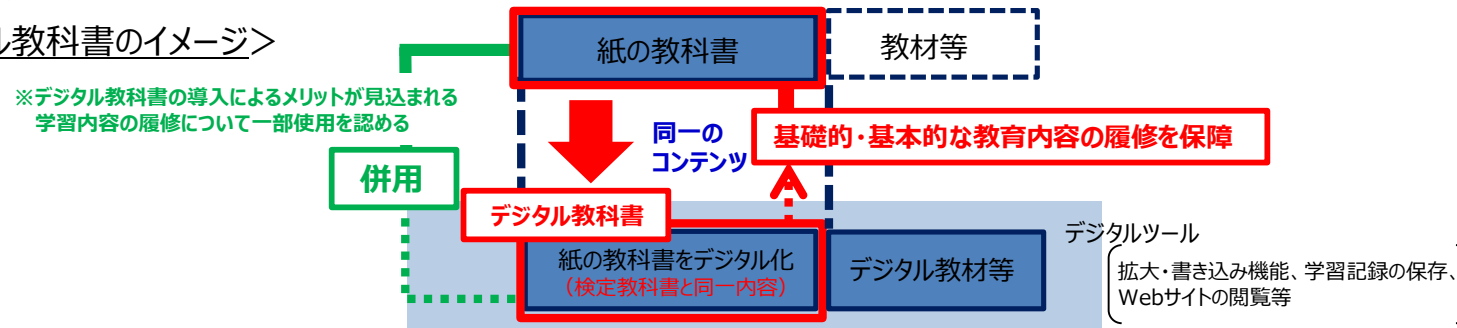 ル教科書のイメージ＞
紙の教科書
教材等
※デジタル教科書の導入によるメリットが見込まれる
学習内容の履修について一部使用を認める
同一の
コンテンツ
基礎的・基本的な教育内容の履修を保障
併用
デジタル教科書
紙の教科書をデジタル化
（検定教科書と同一内容）
デジタル教材等
デジタルツール
拡大・書き込み機能、学習記録の保存、
Webサイトの閲覧等